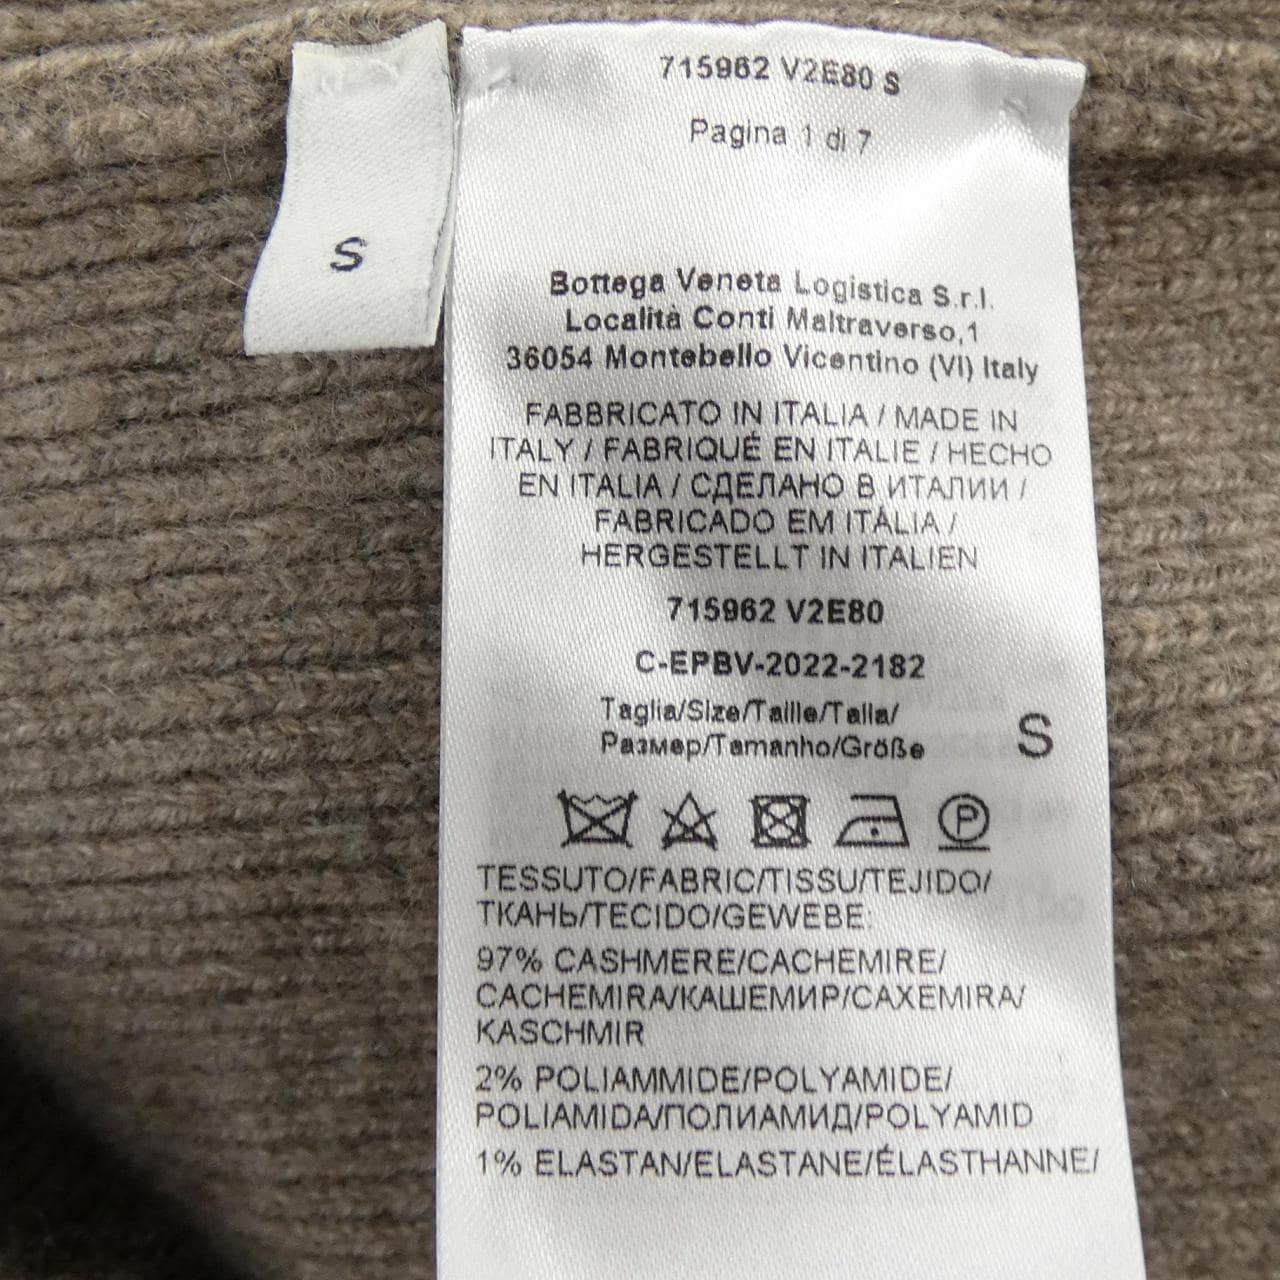 S
715962 V2E80 S
Pagina 1 di 7
Bottega Veneta Logistica S.r.l.
Località Conti Maltraverso,1
36054 Montebello Vicentino (VI) Italy
FABBRICATO IN ITALIA / MADE IN
ITALY / FABRIQUÉ EN ITALIE / HECHO
EN ITALIA / СДЕЛАНО В ИТАЛИИ /
FABRICADO EM ITÁLIA /
HERGESTELLT IN ITALIEN
715962 V2E80
C-EPBV-2022-2182
Taglia/Size/Taille/Talla/
Размер/Tamanho/Größe
S
P
TESSUTO/FABRIC/TISSU/TEJIDO/
ТКАНЬ/TECIDO/GEWEBE:
97% CASHMERE/CACHEMIRE/
CACHEMIRA/КАШЕМИР/CAXEMIRA/
KASCHMIR
2% POLIAMMIDE/POLYAMIDE/
POLIAMIDA/ПОЛИАМИД/POLYAMID
1% ELASTAN/ELASTANE/ÉLASTHANNE/